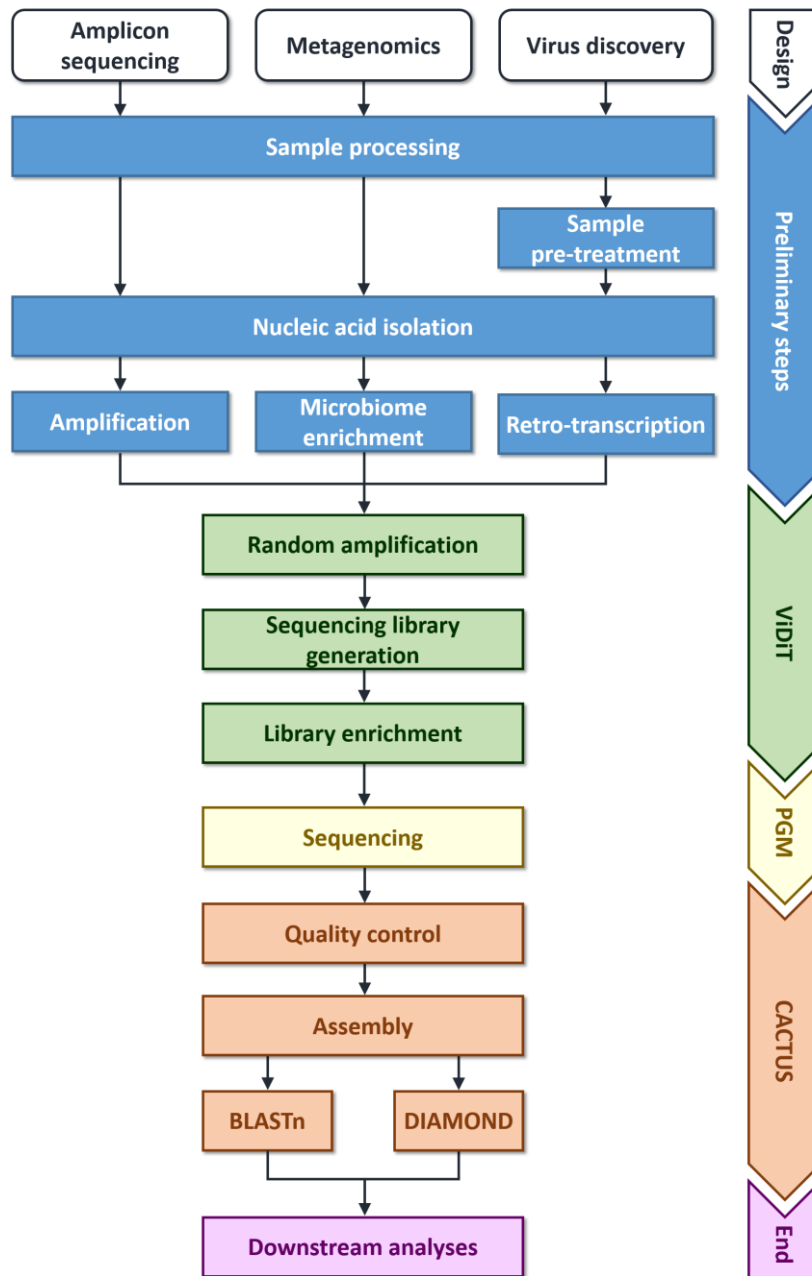 Amplicon
sequencing
Metagenomics
Virus discovery
Design
Sample processing
Sample
pre-treatment
Preliminary steps
Nucleic acid isolation
Amplification
Microbiome
enrichment
Retro-transcription
Random amplification
Sequencing library
generation
ViDiT
Library enrichment
Sequencing
PGM
Quality control
Assembly
CACTUS
BLASTn
DIAMOND
Downstream analyses
End